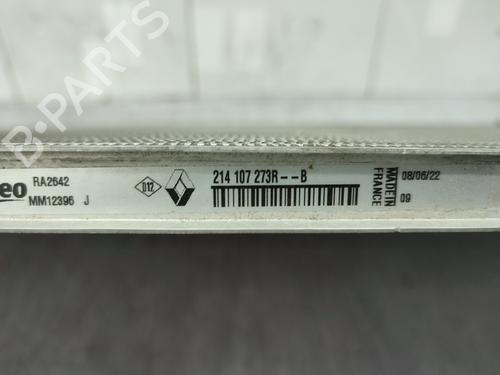 B-PARTS
eo RA2642
MM12396 J
D12
214 107 273R--B
MADE IN
FRANCE
08/06/22
09